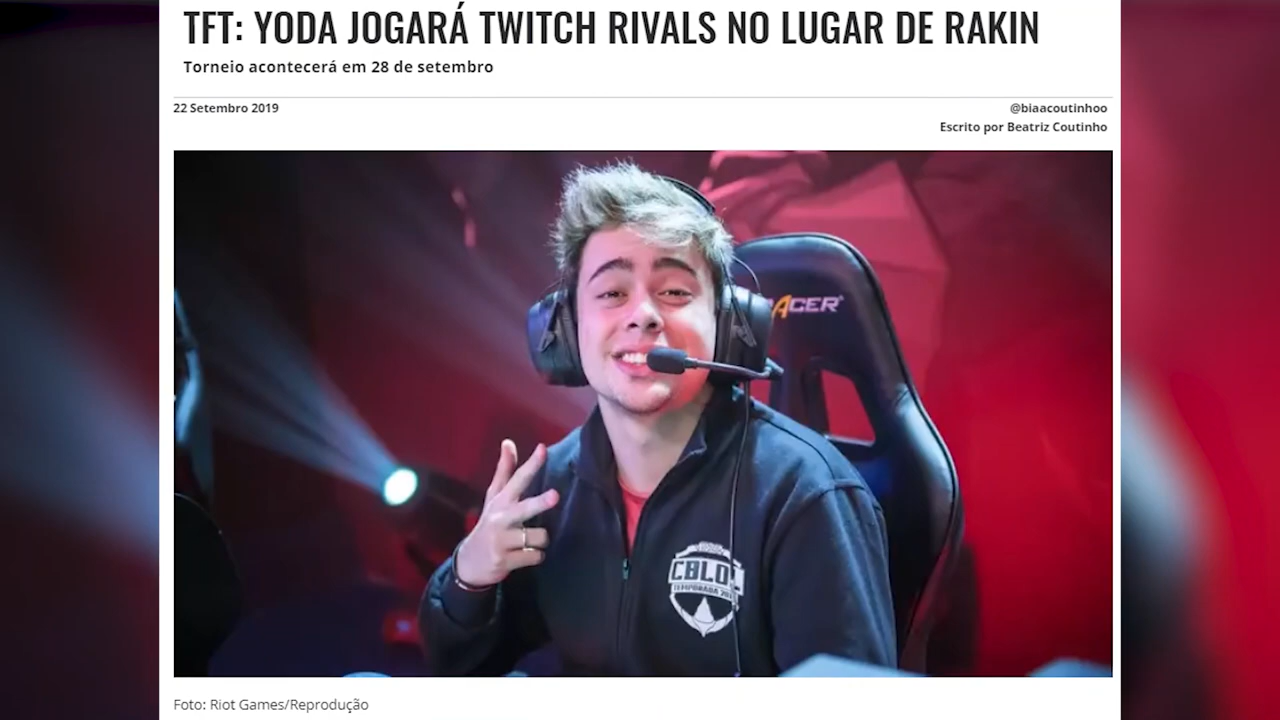 TFT: YODA JOGARÁ TWITCH RIVALS NO LUGAR DE RAKIN
Torneio acontecerá em 28 de setembro
22 Setembro 2019
@biaacoutinhoo
Escrito por Beatriz Coutinho
ACER
CBLOL
TEMPORADA
Foto: Riot Games/Reprodução